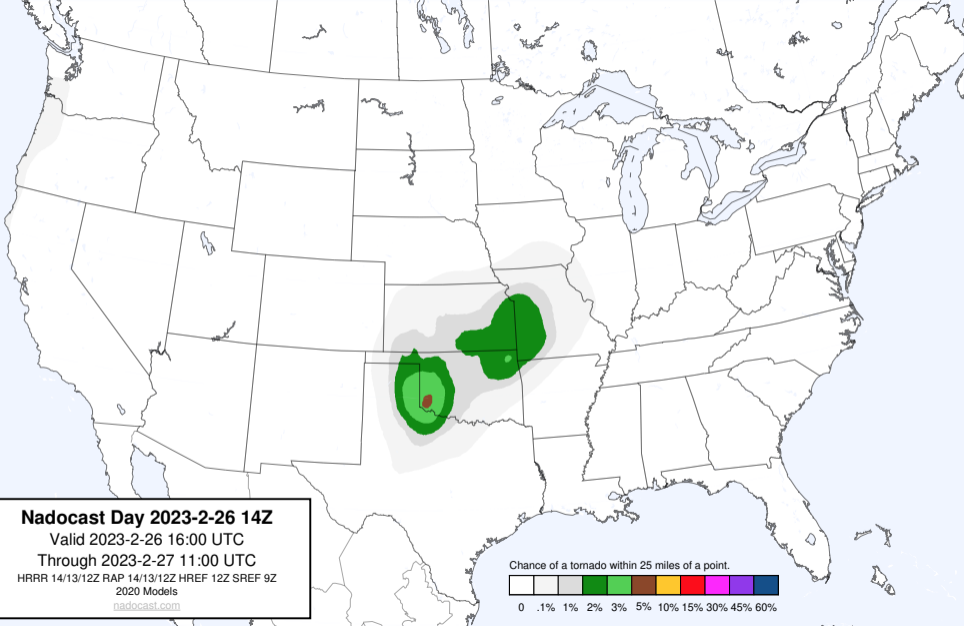 Nadocast Day 2023-2-26 14Z
Valid 2023-2-26 16:00 UTC
Through 2023-2-27 11:00 UTC
HRRR 14/13/12Z RAP 14/13/12Z HREF 12Z SREF 9Z
2020 Models
nadocast.com
Chance of a tornado within 25 miles of a point.
0 .1% 1% 2% 3% 5% 10% 15% 30% 45% 60%